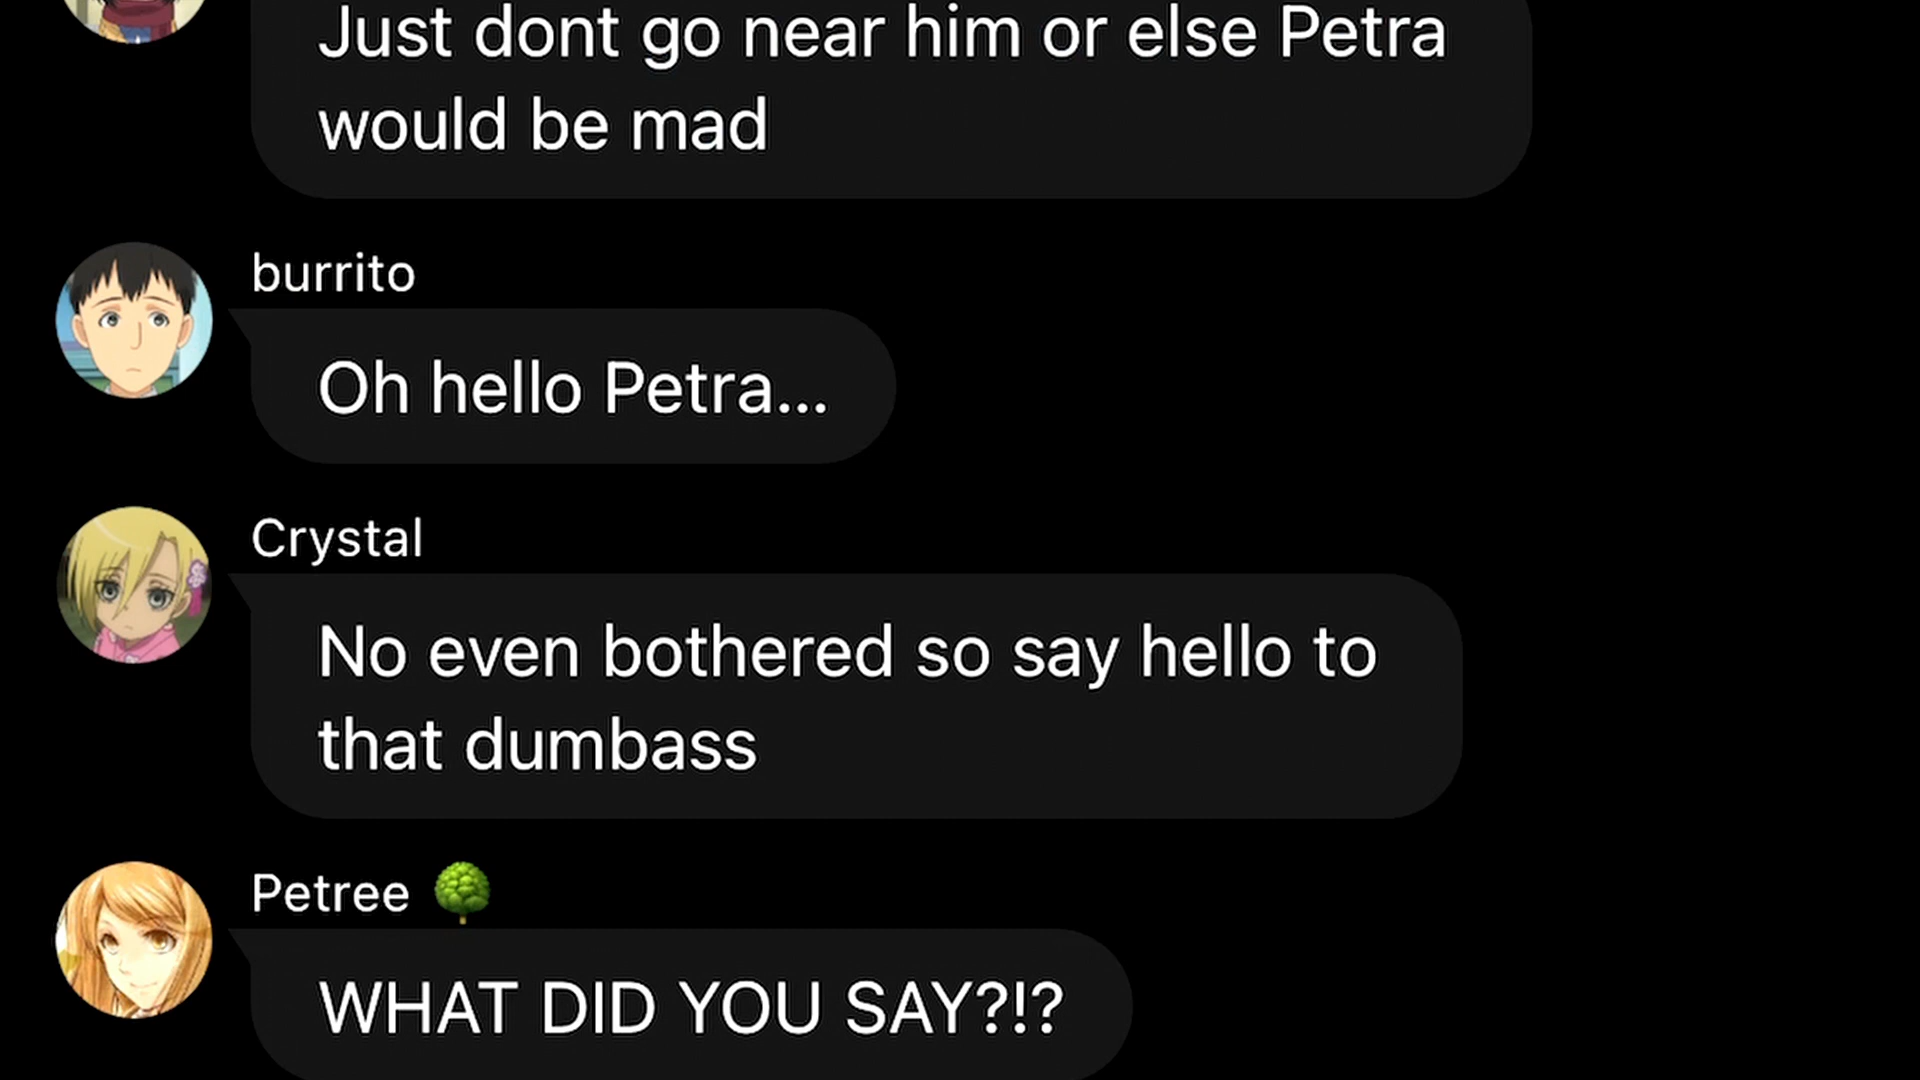 Just dont go near him or else Petra
would be mad
burrito
Oh hello Petra...
Crystal
No even bothered so say hello to
that dumbass
Petree 🌳
WHAT DID YOU SAY?!?